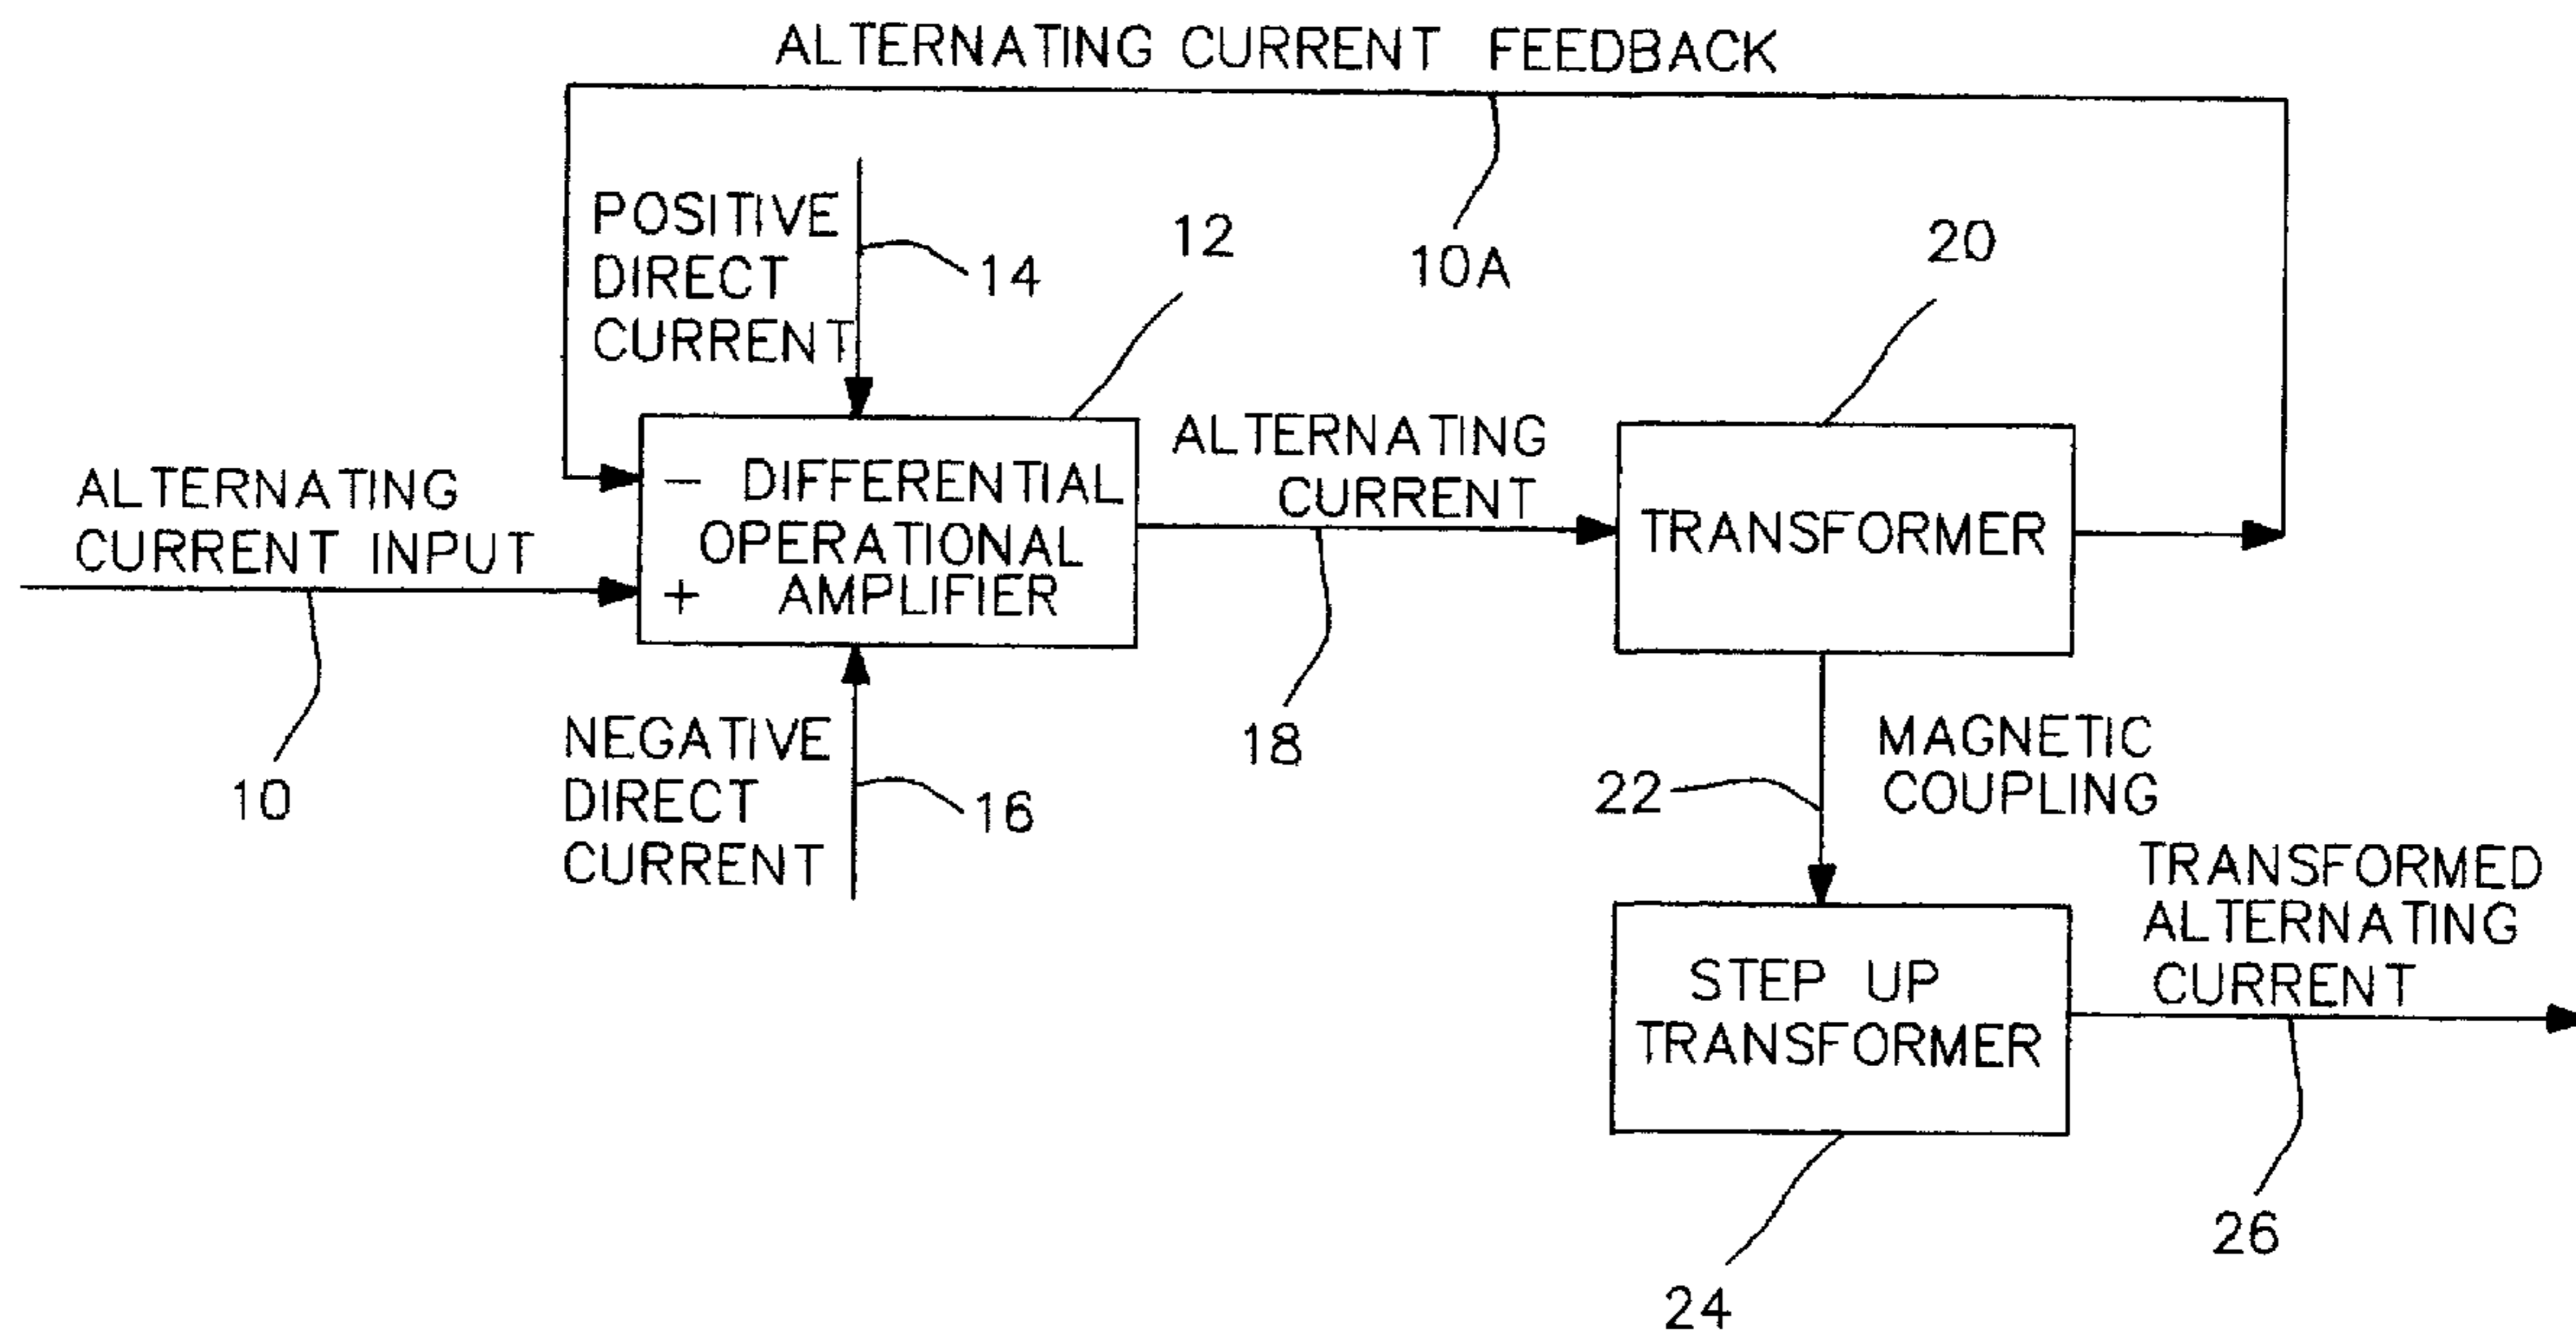 ALTERNATING CURRENT FEEDBACK
10A
POSITIVE
DIRECT
CURRENT
14
12
20
ALTERNATING
CURRENT INPUT
10
− DIFFERENTIAL
OPERATIONAL
+ AMPLIFIER
ALTERNATING
CURRENT
18
TRANSFORMER
NEGATIVE
DIRECT
CURRENT
16
22
MAGNETIC
COUPLING
STEP UP
TRANSFORMER
24
TRANSFORMED
ALTERNATING
CURRENT
26